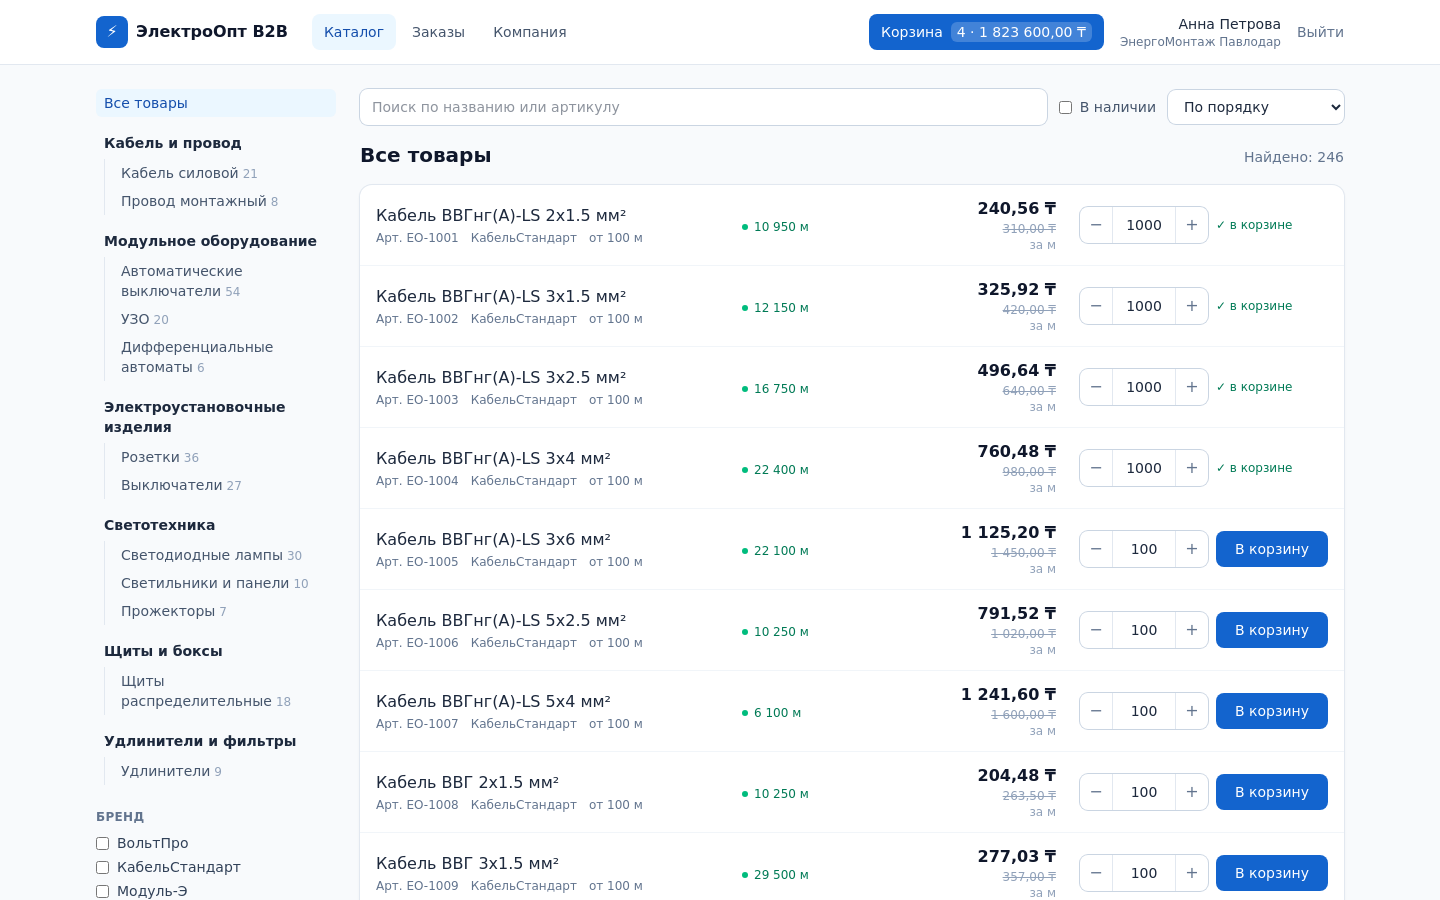 ⚡ ЭлектроОпт B2B Каталог Заказы Компания Корзина 4 · 1 823 600,00 ₸ Анна Петрова
ЭнергоМонтаж Павлодар Выйти
Все товары
Кабель и провод
Кабель силовой 21
Провод монтажный 8
Модульное оборудование
Автоматические
выключатели 54
УЗО 20
Дифференциальные
автоматы 6
Электроустановочные
изделия
Розетки 36
Выключатели 27
Светотехника
Светодиодные лампы 30
Светильники и панели 10
Прожекторы 7
Щиты и боксы
Щиты
распределительные 18
Удлинители и фильтры
Удлинители 9
БРЕНД
ВольтПро
КабельСтандарт
Модуль-Э
Поиск по названию или артикулу В наличии По порядку
Все товары Найдено: 246
Кабель ВВГнг(А)-LS 2x1.5 мм²
Арт. EO-1001 КабельСтандарт от 100 м
10 950 м
240,56 ₸
310,00 ₸
за м
− 1000 + ✓ в корзине
Кабель ВВГнг(А)-LS 3x1.5 мм²
Арт. EO-1002 КабельСтандарт от 100 м
12 150 м
325,92 ₸
420,00 ₸
за м
− 1000 + ✓ в корзине
Кабель ВВГнг(А)-LS 3x2.5 мм²
Арт. EO-1003 КабельСтандарт от 100 м
16 750 м
496,64 ₸
640,00 ₸
за м
− 1000 + ✓ в корзине
Кабель ВВГнг(А)-LS 3x4 мм²
Арт. EO-1004 КабельСтандарт от 100 м
22 400 м
760,48 ₸
980,00 ₸
за м
− 1000 + ✓ в корзине
Кабель ВВГнг(А)-LS 3x6 мм²
Арт. EO-1005 КабельСтандарт от 100 м
22 100 м
1 125,20 ₸
1 450,00 ₸
за м
− 100 + В корзину
Кабель ВВГнг(А)-LS 5x2.5 мм²
Арт. EO-1006 КабельСтандарт от 100 м
10 250 м
791,52 ₸
1 020,00 ₸
за м
− 100 + В корзину
Кабель ВВГнг(А)-LS 5x4 мм²
Арт. EO-1007 КабельСтандарт от 100 м
6 100 м
1 241,60 ₸
1 600,00 ₸
за м
− 100 + В корзину
Кабель ВВГ 2x1.5 мм²
Арт. EO-1008 КабельСтандарт от 100 м
10 250 м
204,48 ₸
263,50 ₸
за м
− 100 + В корзину
Кабель ВВГ 3x1.5 мм²
Арт. EO-1009 КабельСтандарт от 100 м
29 500 м
277,03 ₸
357,00 ₸
за м
− 100 + В корзину